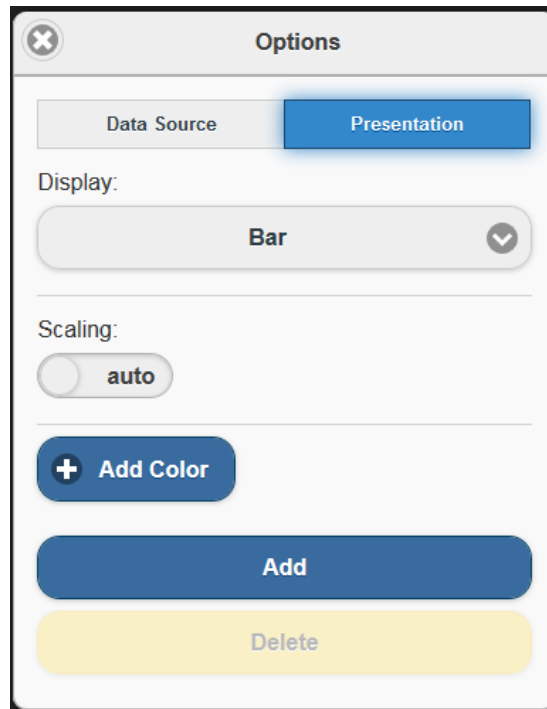 Options
Data Source Presentation
Display:
Bar
Scaling:
auto
Add Color
Add
Delete